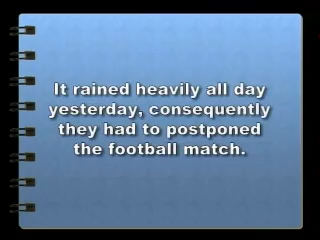 It rained heavily all day
yesterday, consequently
they had to postponed
the football match.